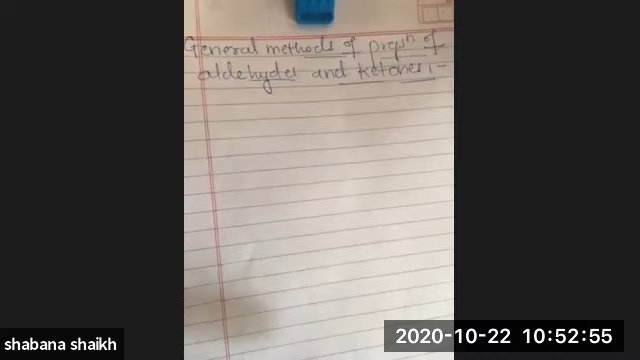 General methods of prepn of
aldehydes and ketones :-
shabana shaikh
2020-10-22 10:52:55